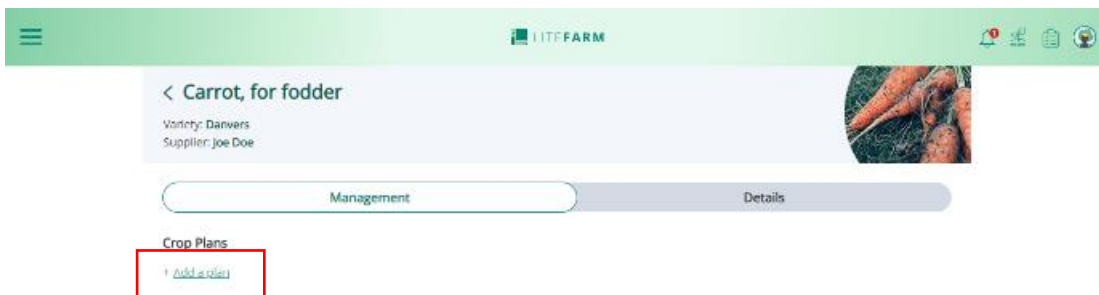 LITEFARM
< Carrot, for fodder
Variety: Danvers
Supplier: Joe Doe
Management
Details
Crop Plans
+ Add a plan